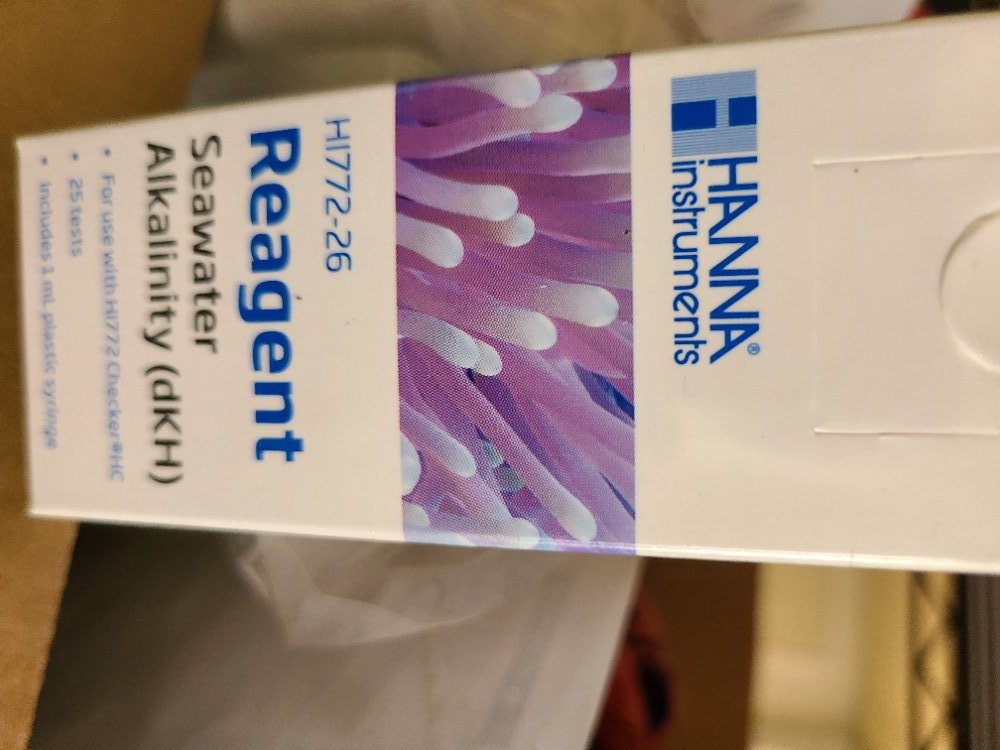 HANNA®
instruments
HI772-26
Reagent
Seawater
Alkalinity (dKH)
• For use with HI772 Checker®HC
• 25 tests
• Includes 1 mL plastic syringe